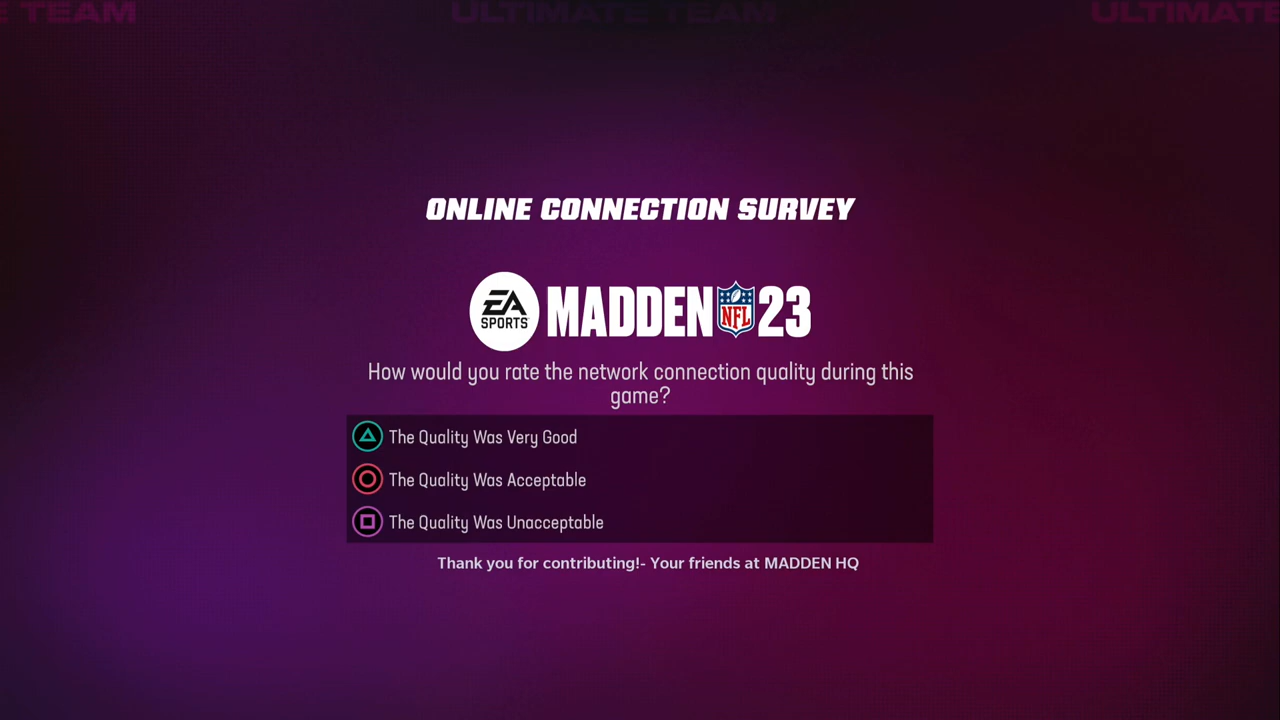 E TEAM ULTIMATE TEAM ULTIMATE
ONLINE CONNECTION SURVEY
EA SPORTS MADDEN NFL 23
How would you rate the network connection quality during this
game?
The Quality Was Very Good
The Quality Was Acceptable
The Quality Was Unacceptable
Thank you for contributing!- Your friends at MADDEN HQ